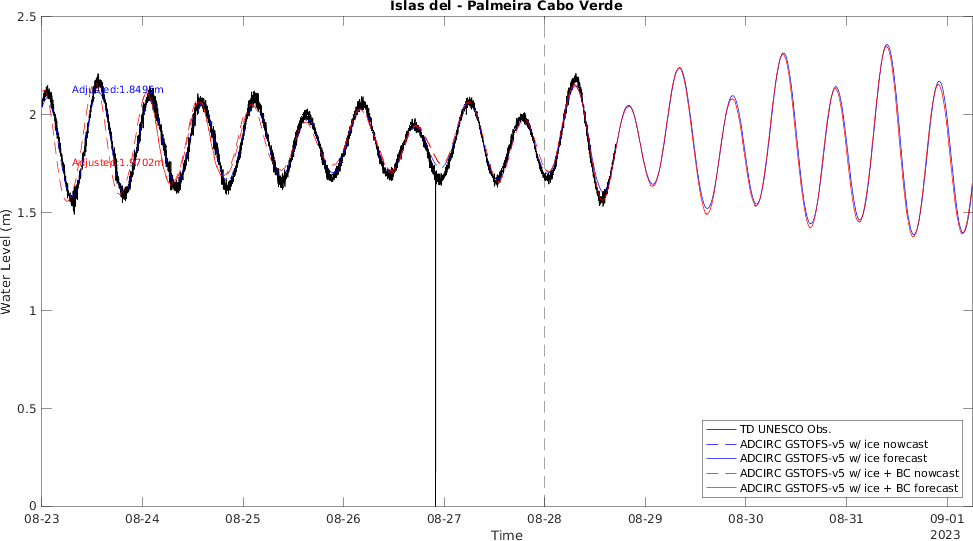 Islas del - Palmeira Cabo Verde
2.5
2
1.5
1
0.5
0
Water Level (m)
Adjusted:1.8495m
Adjusted:1.9702m
TD UNESCO Obs.
ADCIRC GSTOFS-v5 w/ ice nowcast
ADCIRC GSTOFS-v5 w/ ice forecast
ADCIRC GSTOFS-v5 w/ ice + BC nowcast
ADCIRC GSTOFS-v5 w/ ice + BC forecast
08-23 08-24 08-25 08-26 08-27 08-28 08-29 08-30 08-31 09-01
2023
Time